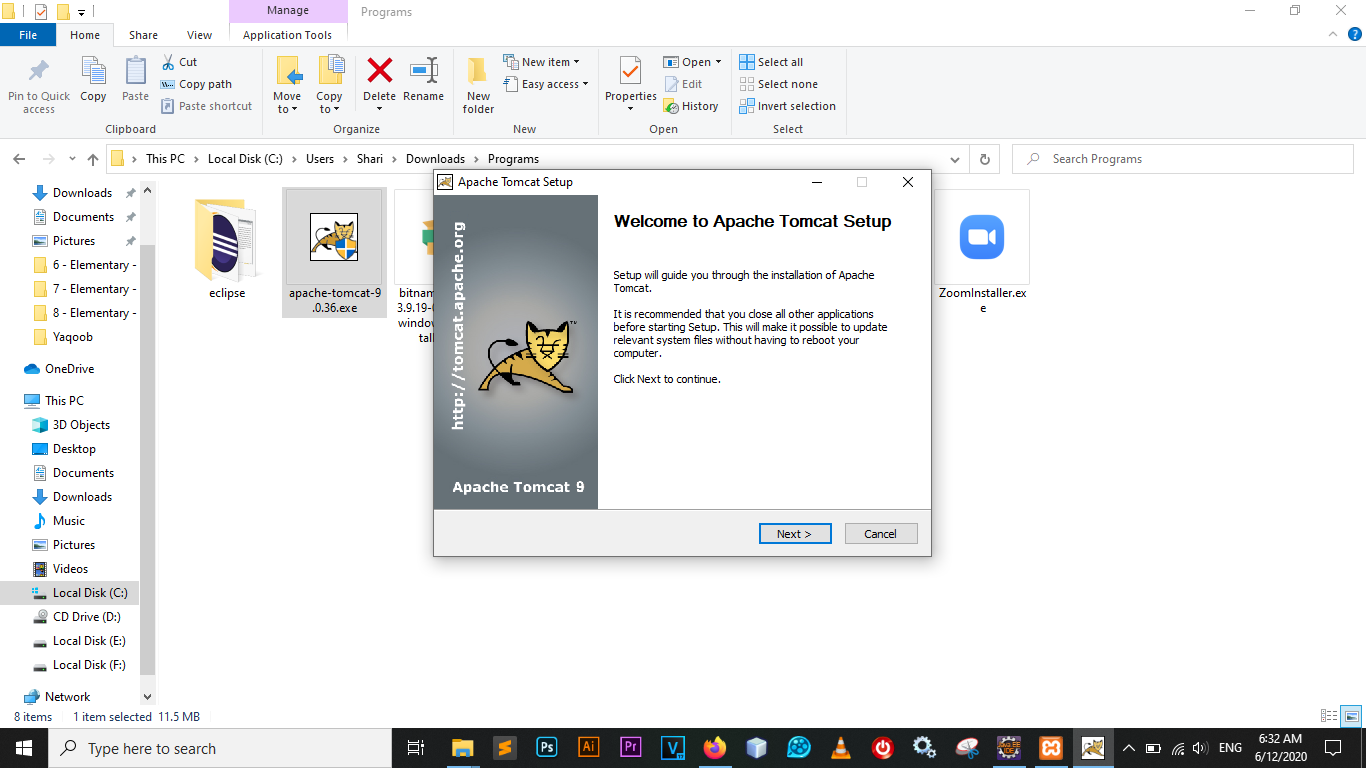 Manage
Programs
File
Home
Share
View
Application Tools
Pin to Quick
access
Copy
Paste
Cut
Copy path
Paste shortcut
Clipboard
Move
to
Copy
to
Delete
Rename
Organize
New
folder
New item
Easy access
New
Properties
Open
Edit
History
Open
Select all
Select none
Invert selection
Select
This PC
Local Disk (C:)
Users
Shari
Downloads
Programs
Search Programs
Downloads
Documents
Pictures
6 - Elementary -
7 - Elementary -
8 - Elementary -
Yaqoob
OneDrive
This PC
3D Objects
Desktop
Documents
Downloads
Music
Pictures
Videos
Local Disk (C:)
CD Drive (D:)
Local Disk (E:)
Local Disk (F:)
Network
eclipse
apache-tomcat-9
.0.36.exe
bitnam
3.9.19-
window
tal
ZoomInstaller.ex
e
Apache Tomcat Setup
http://tomcat.apache.org
Apache Tomcat 9
Welcome to Apache Tomcat Setup
Setup will guide you through the installation of Apache
Tomcat.
It is recommended that you close all other applications
before starting Setup. This will make it possible to update
relevant system files without having to reboot your
computer.
Click Next to continue.
Next >
Cancel
8 items
1 item selected 11.5 MB
Type here to search
Ps
Ai
Pr
V
ENG
6:32 AM
6/12/2020